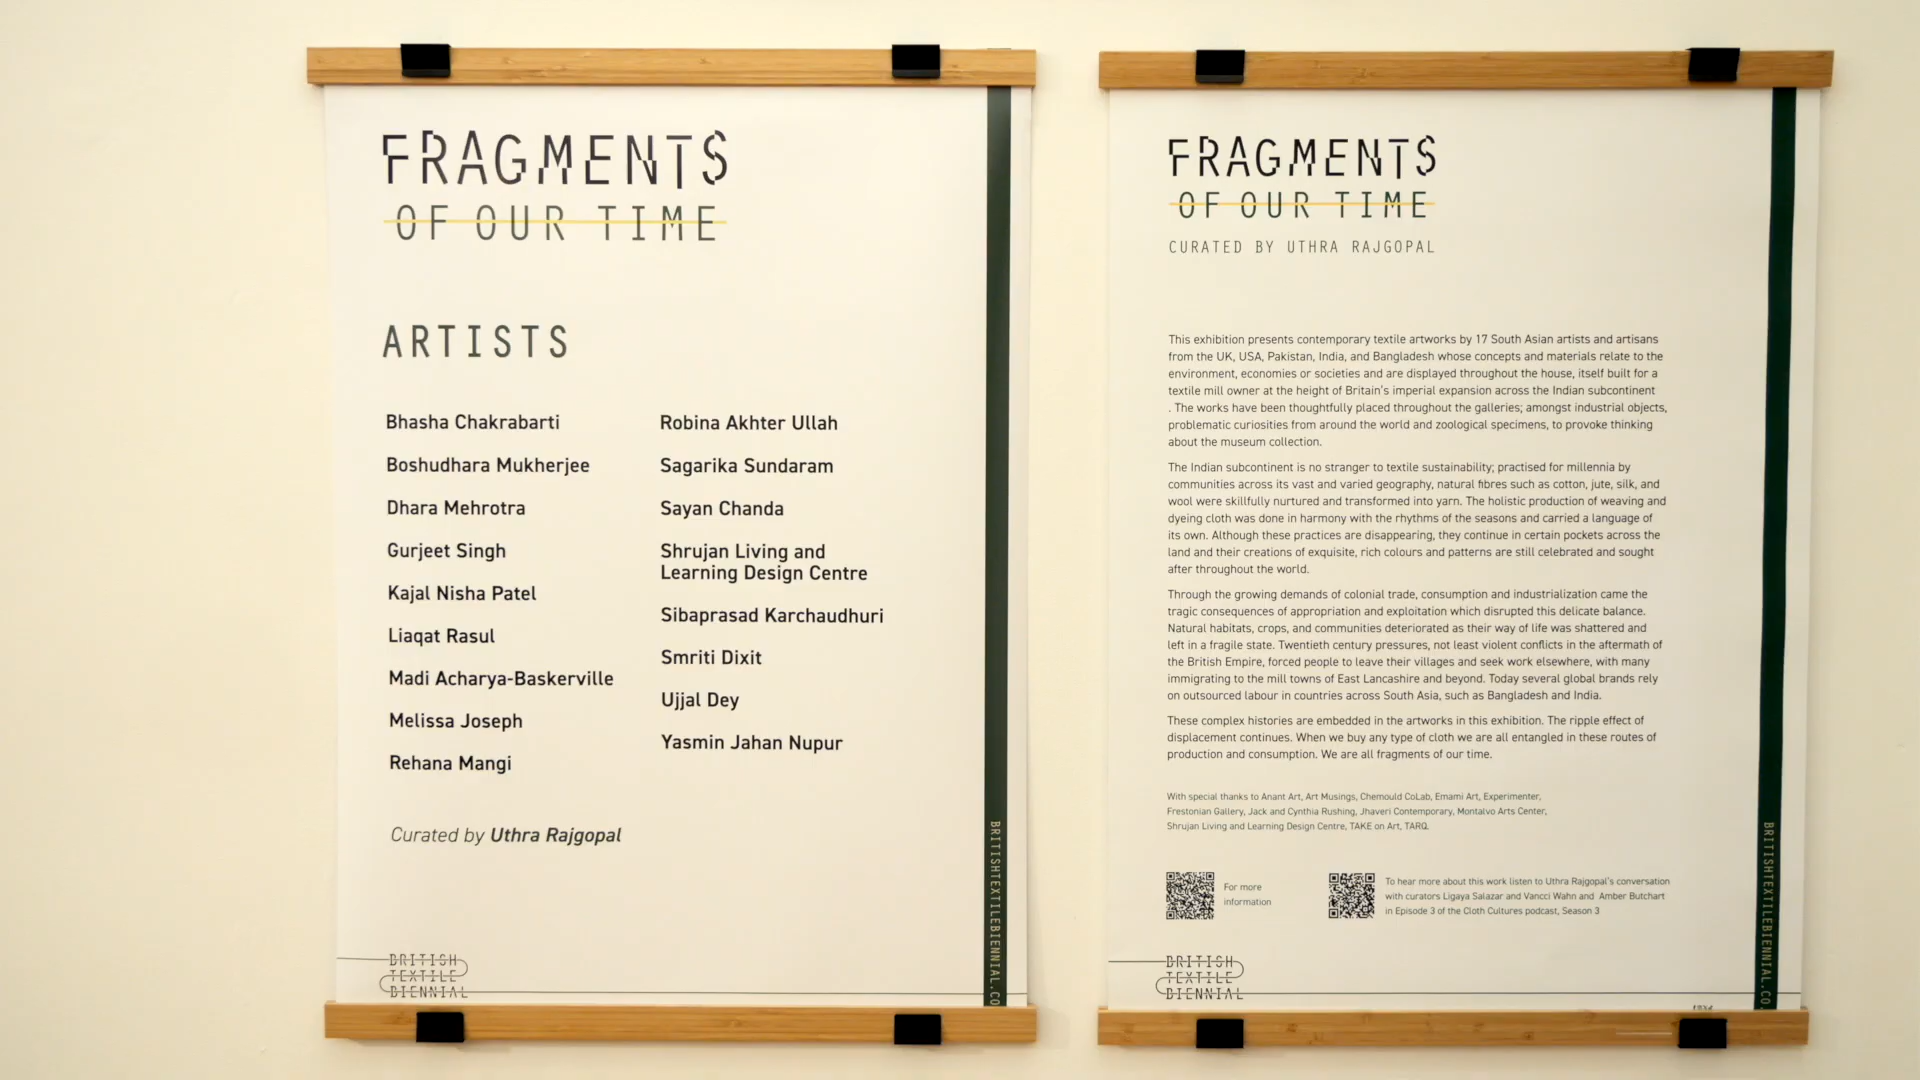 FRAGMENTS
OF OUR TIME
ARTISTS
Bhasha Chakrabarti
Boshudhara Mukherjee
Dhara Mehrotra
Gurjeet Singh
Kajal Nisha Patel
Liaqat Rasul
Madi Acharya-Baskerville
Melissa Joseph
Rehana Mangi
Robina Akhter Ullah
Sagarika Sundaram
Sayan Chanda
Shrujan Living and
Learning Design Centre
Sibaprasad Karchaudhuri
Smriti Dixit
Ujjal Dey
Yasmin Jahan Nupur
Curated by Uthra Rajgopal
BRITISH
TEXTILE
BIENNIAL
BRITISHTEXTILEBIENNIAL.CO
FRAGMENTS
OF OUR TIME
CURATED BY UTHRA RAJGOPAL
This exhibition presents contemporary textile artworks by 17 South Asian artists and artisans
from the UK, USA, Pakistan, India, and Bangladesh whose concepts and materials relate to the
environment, economies or societies and are displayed throughout the house, itself built for a
textile mill owner at the height of Britain's imperial expansion across the Indian subcontinent
. The works have been thoughtfully placed throughout the galleries; amongst industrial objects,
problematic curiosities from around the world and zoological specimens, to provoke thinking
about the museum collection.
The Indian subcontinent is no stranger to textile sustainability; practised for millennia by
communities across its vast and varied geography, natural fibres such as cotton, jute, silk, and
wool were skillfully nurtured and transformed into yarn. The holistic production of weaving and
dyeing cloth was done in harmony with the rhythms of the seasons and carried a language of
its own. Although these practices are disappearing, they continue in certain pockets across the
land and their creations of exquisite, rich colours and patterns are still celebrated and sought
after throughout the world.
Through the growing demands of colonial trade, consumption and industrialization came the
tragic consequences of appropriation and exploitation which disrupted this delicate balance.
Natural habitats, crops, and communities deteriorated as their way of life was shattered and
left in a fragile state. Twentieth century pressures, not least violent conflicts in the aftermath of
the British Empire, forced people to leave their villages and seek work elsewhere, with many
immigrating to the mill towns of East Lancashire and beyond. Today several global brands rely
on outsourced labour in countries across South Asia, such as Bangladesh and India.
These complex histories are embedded in the artworks in this exhibition. The ripple effect of
displacement continues. When we buy any type of cloth we are all entangled in these routes of
production and consumption. We are all fragments of our time.
With special thanks to Anant Art, Art Musings, Chemould CoLab, Emami Art, Experimenter,
Frestonian Gallery, Jack and Cynthia Rushing, Jhaveri Contemporary, Montalvo Arts Center,
Shrujan Living and Learning Design Centre, TAKE on Art, TARQ.
For more
information
To hear more about this work listen to Uthra Rajgopal's conversation
with curators Ligaya Salazar and Vancci Wahn and Amber Butchart
in Episode 3 of the Cloth Cultures podcast, Season 3
BRITISH
TEXTILE
BIENNIAL
BRITISHTEXTILEBIENNIAL.CO